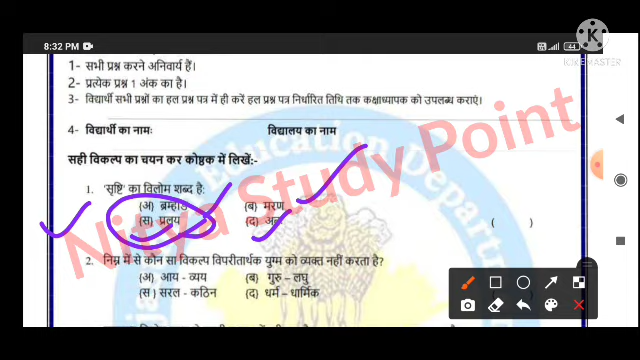 8:32 PM
44
KINEMASTER
1- सभी प्रश्न करने अनिवार्य हैं।
2- प्रत्येक प्रश्न 1 अंक का है।
3- विद्यार्थी सभी प्रश्नों का हल प्रश्न पत्र में ही करें हल प्रश्न पत्र निर्धारित तिथि तक कक्षाध्यापक को उपलब्ध कराएं।
4- विद्यार्थी का नामः विद्यालय का नाम
सही विकल्प का चयन कर कोष्ठक में लिखें:-
1. 'सृष्टि' का विलोम शब्द है:
(अ) ब्रम्हांड (ब) मरण
(स) प्रलय (द) ( )
2. निम्न में से कौन सा विकल्प विपरीतार्थक युग्म को व्यक्त नहीं करता है?
(अ) आय – व्यय (ब) गुरु – लघु
(स ) सरल - कठिन (द) धर्म – धार्मिक
Nitya Study Point